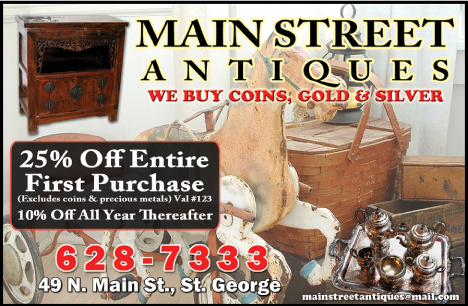 MAIN STREET
ANTIQUES
WE BUY COINS, GOLD & SILVER
25% Off Entire
First Purchase
(Excludes coins & precious metals) Val #123
10% Off All Year Thereafter
628-7333
49 N. Main St., St. George
mainstreetantiques@mail.com